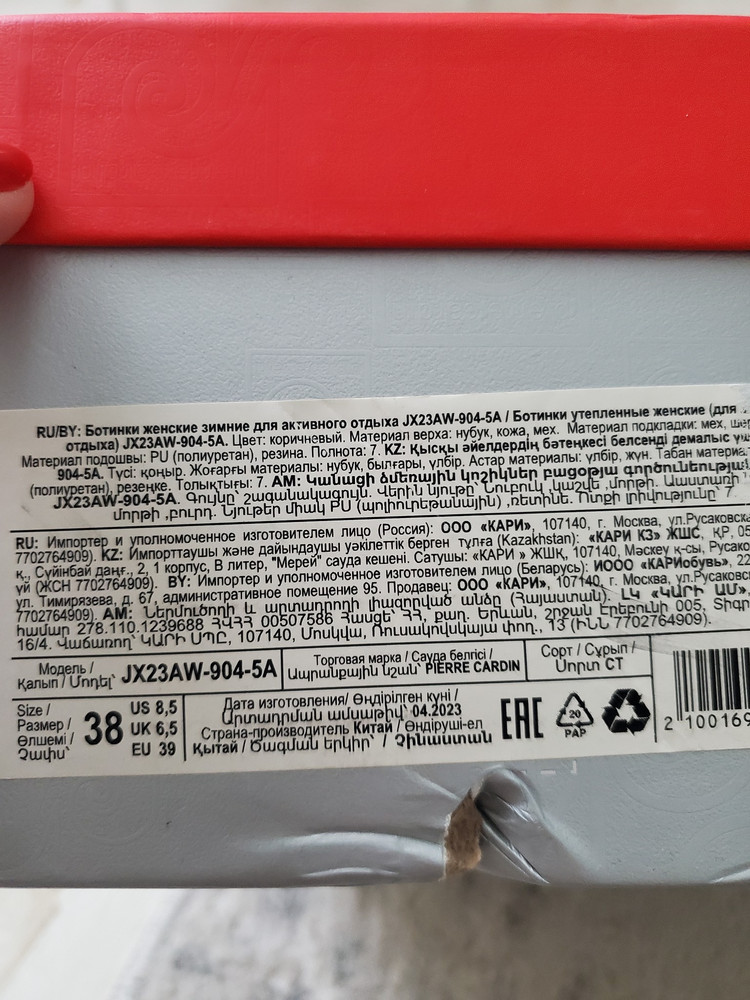 RU/BY: Ботинки женские зимние для активного отдыха JX23AW-904-5A / Ботинки утепленные женские (для
отдыха) JX23AW-904-5A. Цвет: коричневый. Материал верха: нубук, кожа, мех. Материал подкладки: мех,
Материал подошвы: PU (полиуретан), резина. Полнота: 7. KZ: Қысқы әйелдердің бәтеңкесі белсенді демалыс
904-5A. Түсі: қоңыр. Жоғарғы материалы: нубук, былғары, үлбір. Астар материалы: үлбір, жүн. Табан
(полиуретан), резеңке. Толықтығы: 7. AM: Կանացի ձմեռային կոշիկներ բացօթյա
JX23AW-904-5A. Գույնը՝ շագանակագույն. Վերին նյութը՝ Նուբուկ, կաշվե, մորթի.
մորթի, բուրդ. Նյութեր միակ PU (պոլիուրեթանային), ռետինե. Ոտքի լրիվությունը՝ 7.
RU: Импортер и уполномоченное изготовителем лицо (Россия): ООО «КАРИ», 107140, г. Москва,
7702764909). KZ: Импорттаушы және дайындаушы уәкілеттік берген тұлға (Kazakhstan): «КАРИ КЗ» ЖШС, ҚР,
қ., Сүйінбай даңғ., 2, 1 корпус, В литер, "Мерей" сауда кешені. Сатушы: «КАРИ » ЖШҚ, 107140, Мәскеу қ-сы,
үй (ЖСН 7702764909). BY: Импортер и уполномоченное изготовителем лицо (Беларусь): ИООО «КАРИобувь»,
ул. Тимирязева, д. 67, административное помещение 95. Продавец: ООО «КАРИ», 107140, г. Москва,
7702764909). AM: Ներմուծողի և արտադրողի լիազորված անձը (Հայաստան). ԼԿ «ԿԱՐԻ ԱՄ»,
համար 278.110.1239688 ՀՎՀՀ 00507586 Հասցե՝ ՀՀ, քաղ. Երևան, շրջան Էրեբունի 005,
16/4. Վաճառող՝ ԿԱՐԻ ՍՊԸ, 107140, Մոսկվա, Ռուսակովսկայա փող., 13 (ԻՆՆ 7702764909).
Модель /
Қалып / Մոդել՝ JX23AW-904-5A
Торговая марка / Сауда белгісі /
Ապրանքային նշան՝ PIERRE CARDIN
Сорт / Сұрып /
Սորտ СТ
Size /
Размер /
Өлшемі /
Չափս՝
38
US 8,5
UK 6,5
EU 39
Дата изготовления/ Өндірілген күні /
Արտադրման ամսաթիվ՝ 04.2023
Страна-производитель Китай / Өндіруші-ел
Қытай / Ծագման երկիր՝ / Չինաստան
EAC
20
PAP
2 100169